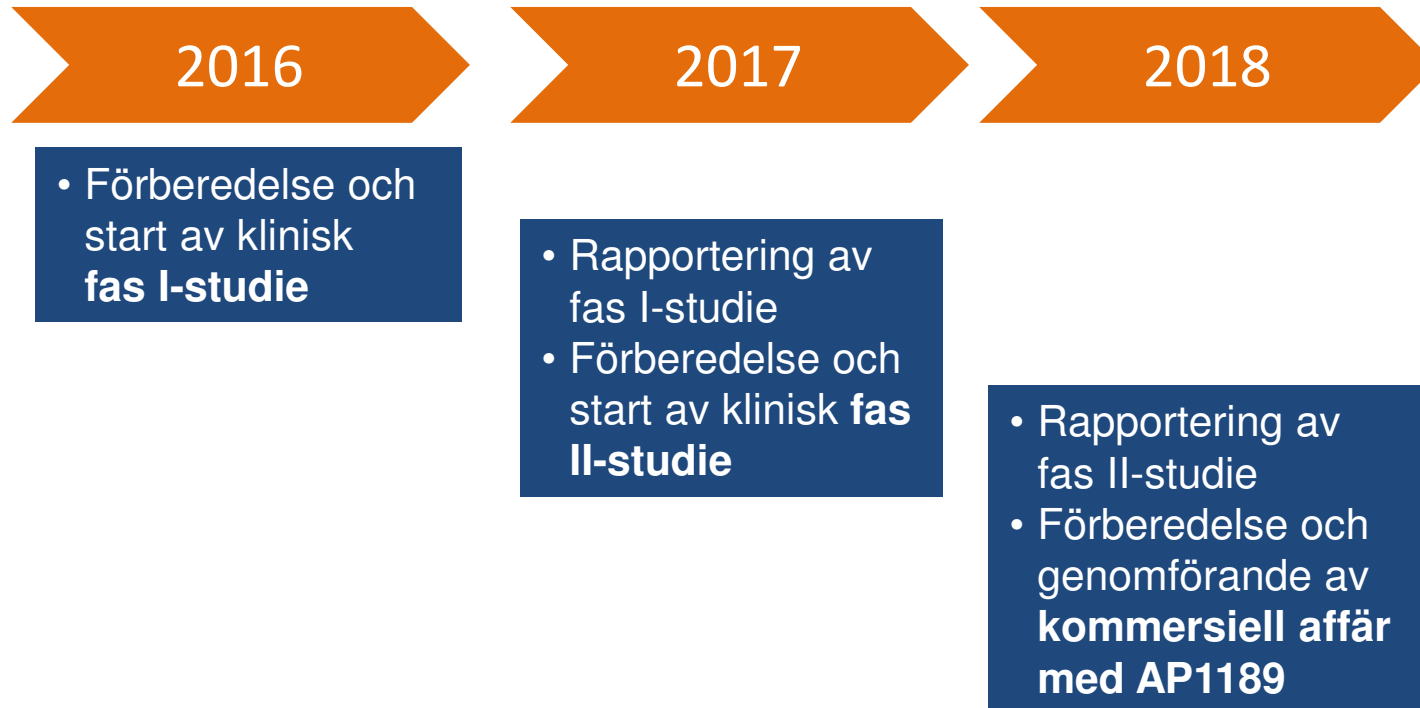 2016
2017
2018
• Förberedelse och
start av klinisk
fas I-studie
• Rapportering av
fas I-studie
• Förberedelse och
start av klinisk fas
II-studie
• Rapportering av
fas II-studie
• Förberedelse och
genomförande av
kommersiell affär
med AP1189